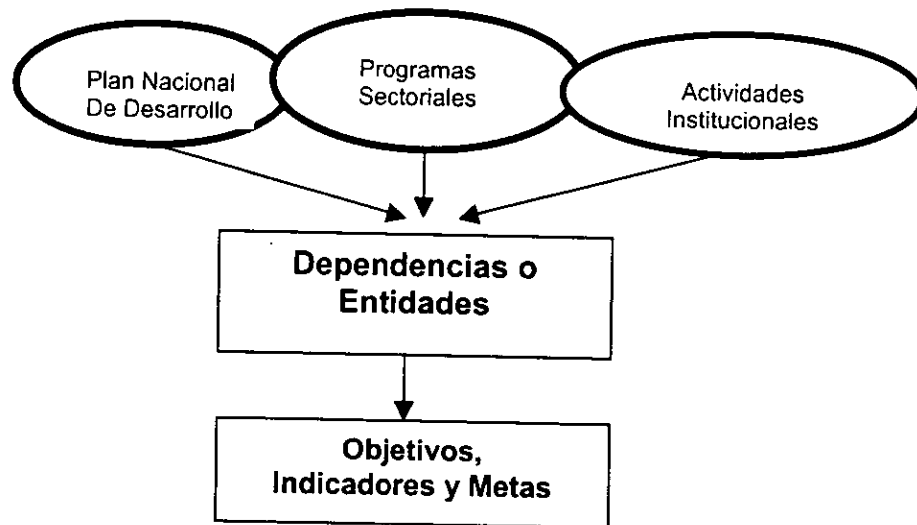 Plan Nacional
De Desarrollo
Programas
Sectoriales
Actividades
Institucionales
Dependencias o
Entidades
Objetivos,
Indicadores y Metas